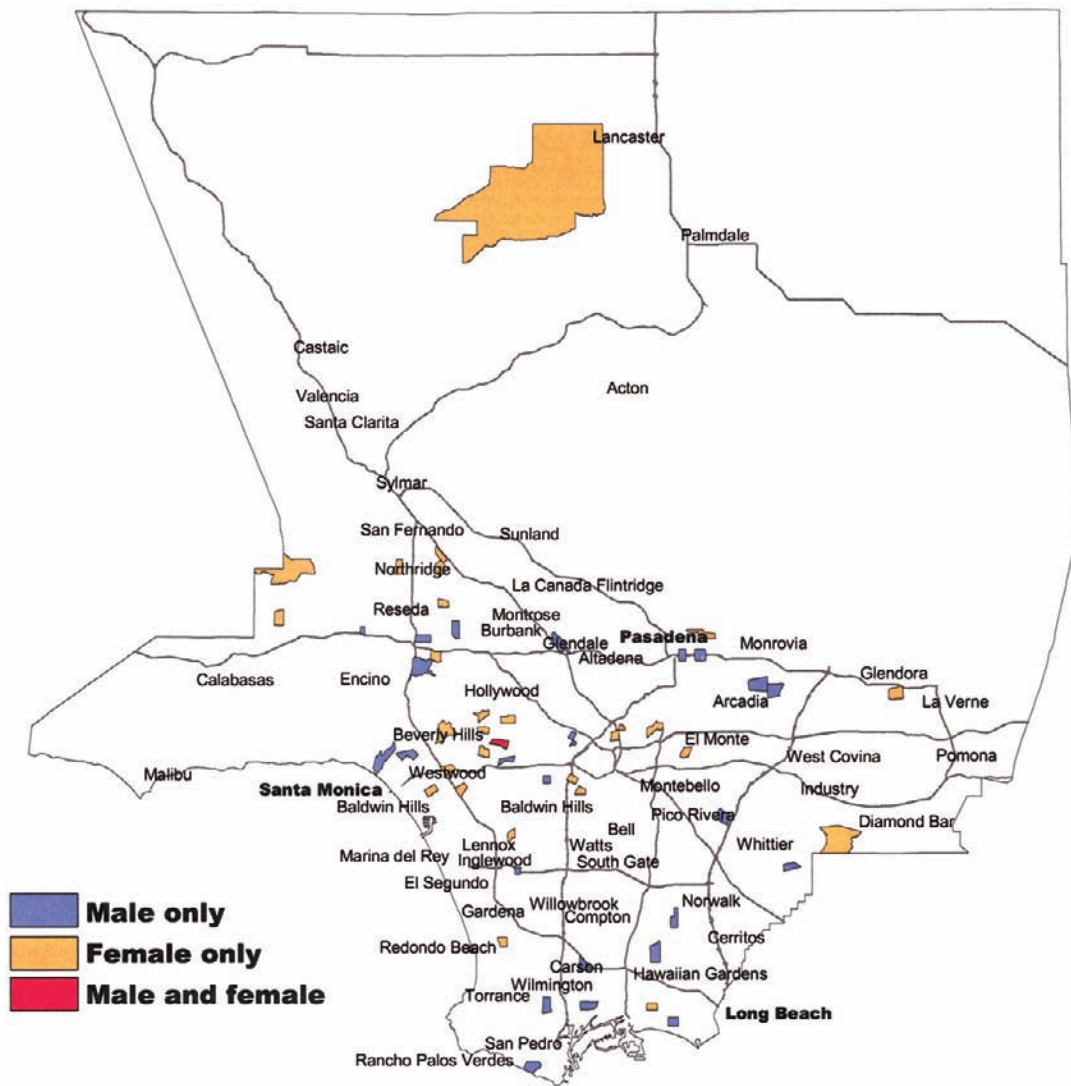 Lancaster
Palmdale
Castaic
Acton
Valencia
Santa Clarita
Sylmar
San Fernando
Sunland
Northridge
La Canada Flintridge
Reseda
Montrose
Burbank
Pasadena
Glendale
Monrovia
Altadena
Calabasas
Encino
Glendora
Hollywood
Arcadia
La Verne
Beverly Hills
El Monte
West Covina
Pomona
Malibu
Westwood
Santa Monica
Montebello
Industry
Baldwin Hills
Baldwin Hills
Pico Rivera
Diamond Bar
Bell
Lennox
Watts
Whittier
Marina del Rey
Inglewood
South Gate
El Segundo
Male only
Gardena
Willowbrook
Norwalk
Compton
Female only
Redondo Beach
Cerritos
Carson
Hawaiian Gardens
Male and female
Torrance
Wilmington
Long Beach
San Pedro
Rancho Palos Verdes